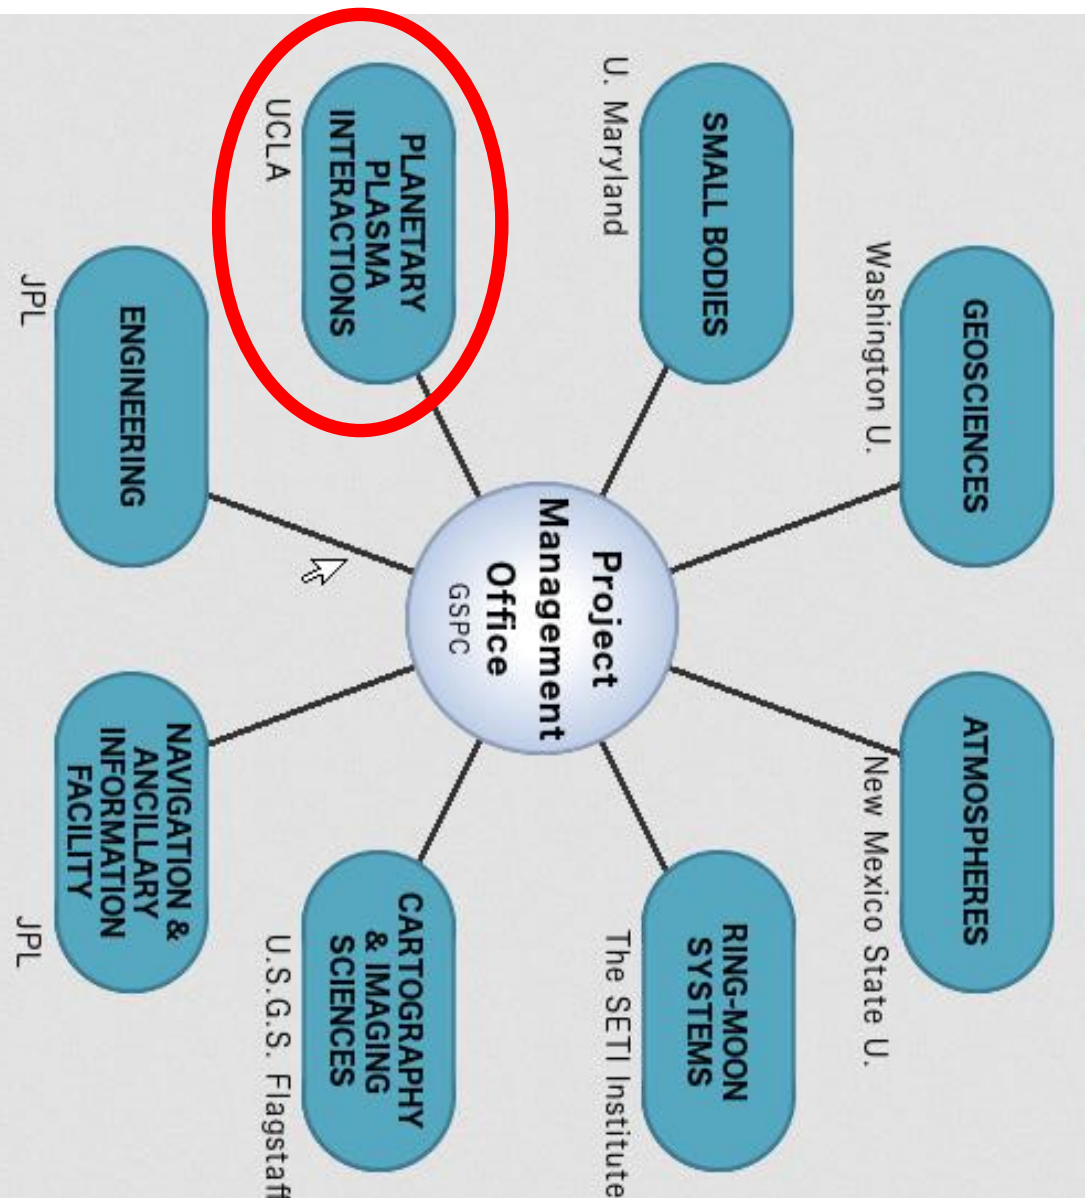 GEOSCIENCES
Washington U.
ATMOSPHERES
New Mexico State U.
SMALL BODIES
U. Maryland
RING-MOON
SYSTEMS
The SETI Institute
Project
Management
Office
GSPC
PLANETARY
PLASMA
INTERACTIONS
UCLA
CARTOGRAPHY
& IMAGING
SCIENCES
U.S.G.S. Flagstaff
ENGINEERING
JPL
NAVIGATION &
ANCILLARY
INFORMATION
FACILITY
JPL